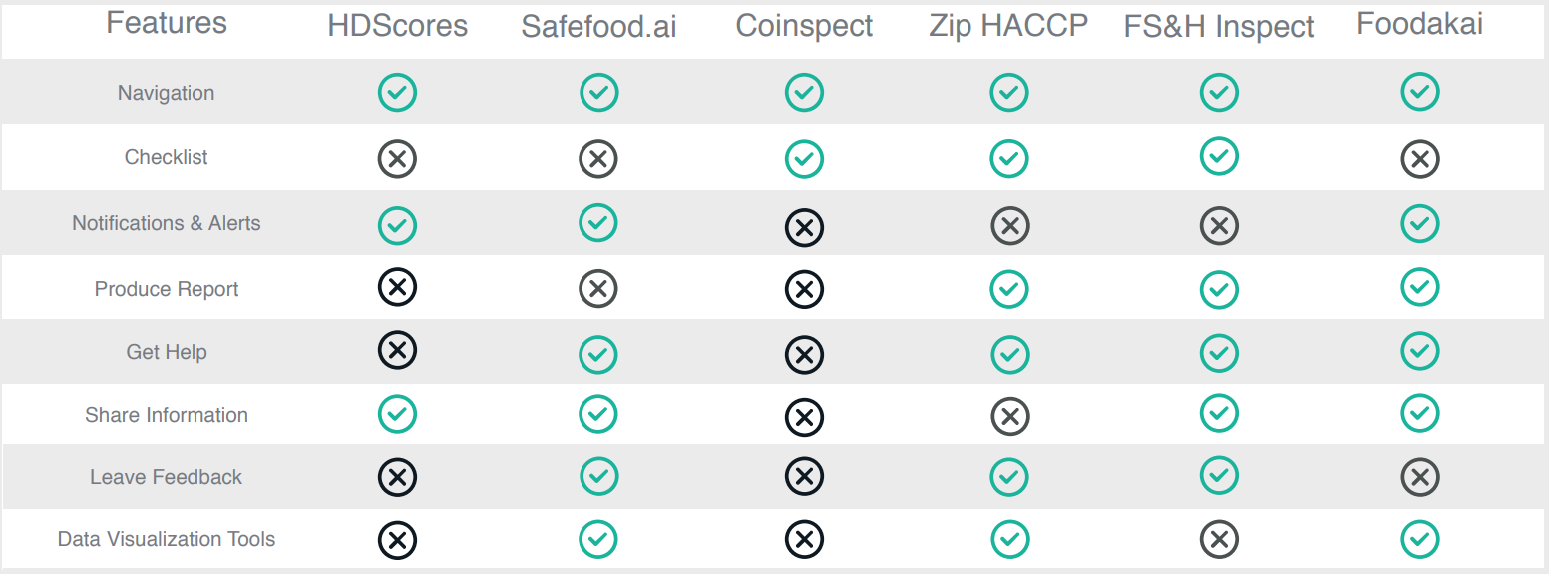 Features HDScores Safefood.ai Coinspect Zip HACCP FS&H Inspect Foodakai
Navigation
Checklist
Notifications & Alerts
Produce Report
Get Help
Share Information
Leave Feedback
Data Visualization Tools